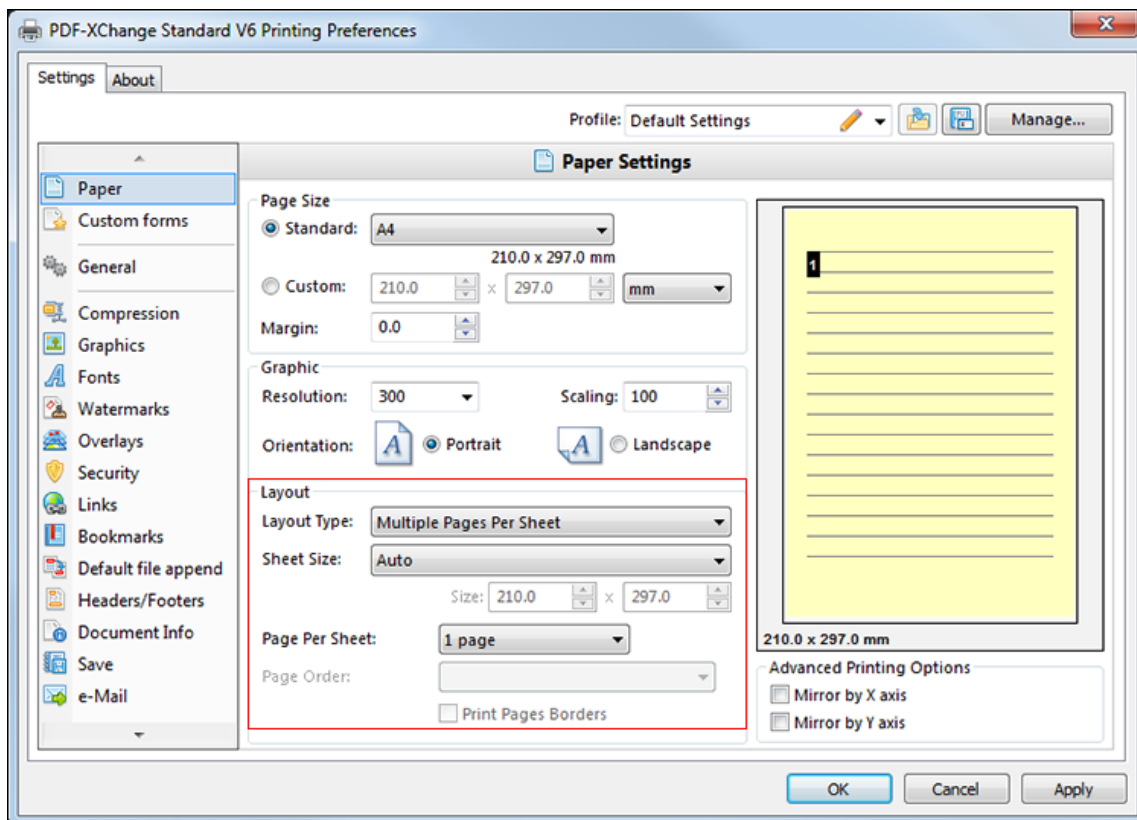 PDF-XChange Standard V6 Printing Preferences
Settings About
Profile: Default Settings Manage...
Paper
Custom forms
General
Compression
Graphics
Fonts
Watermarks
Overlays
Security
Links
Bookmarks
Default file append
Headers/Footers
Document Info
Save
e-Mail
Paper Settings
Page Size
Standard: A4
210.0 x 297.0 mm
Custom: 210.0 x 297.0 mm
Margin: 0.0
Graphic
Resolution: 300 Scaling: 100
Orientation: A Portrait A Landscape
Layout
Layout Type: Multiple Pages Per Sheet
Sheet Size: Auto
Size: 210.0 x 297.0
Page Per Sheet: 1 page
Page Order:
Print Pages Borders
1
210.0 x 297.0 mm
Advanced Printing Options
Mirror by X axis
Mirror by Y axis
OK Cancel Apply